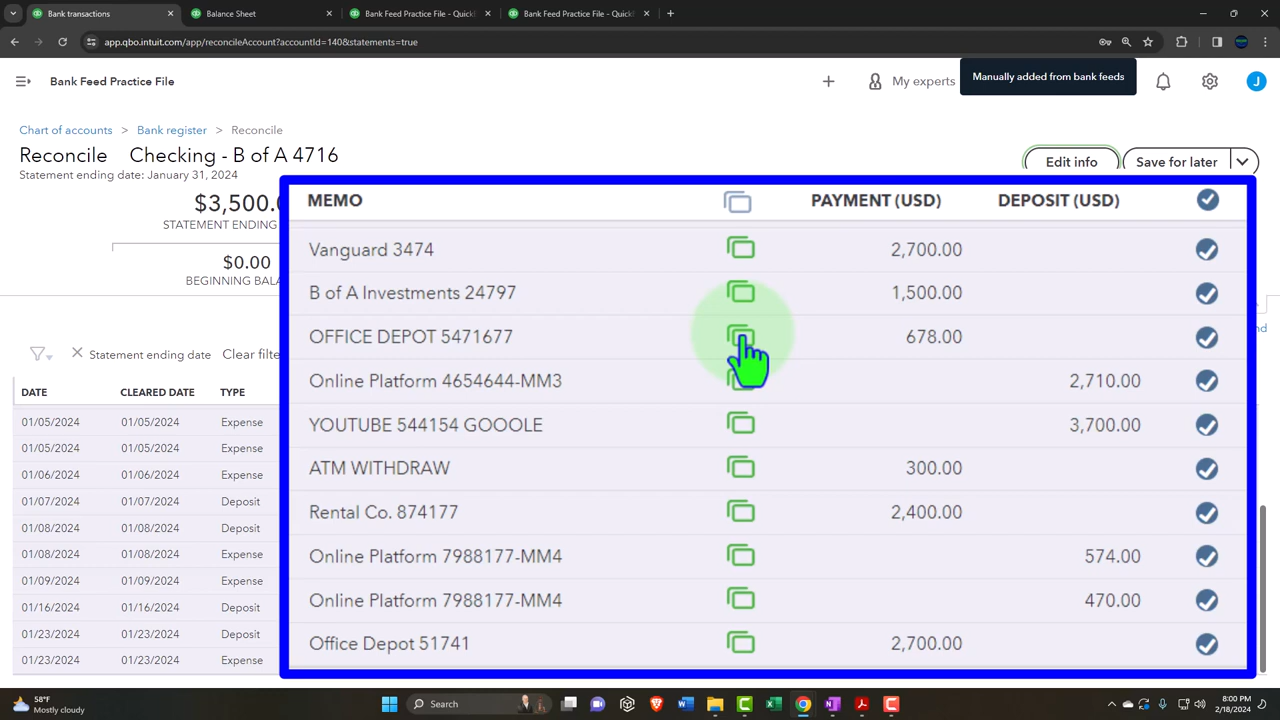 Bank transactions
Balance Sheet
Bank Feed Practice File - Quick
Bank Feed Practice File - Quick
app.qbo.intuit.com/app/reconcileAccount?accountId=140&statements=true
Bank Feed Practice File
My experts
Manually added from bank feeds
J
Chart of accounts > Bank register > Reconcile
Reconcile Checking - B of A 4716
Statement ending date: January 31, 2024
Edit info
Save for later
$3,500.
STATEMENT ENDING
$0.00
BEGINNING BALA
Statement ending date
Clear filte
DATE CLEARED DATE TYPE
01/05/2024 Expense
01/05/2024 01/05/2024 Expense
01/06/2024 01/06/2024 Expense
01/07/2024 01/07/2024 Deposit
01/08/2024 01/08/2024 Deposit
01/08/2024 01/08/2024 Expense
01/09/2024 01/09/2024 Expense
01/16/2024 01/16/2024 Deposit
01/23/2024 01/23/2024 Deposit
01/23/2024 01/23/2024 Expense
MEMO PAYMENT (USD) DEPOSIT (USD)
Vanguard 3474 2,700.00
B of A Investments 24797 1,500.00
OFFICE DEPOT 5471677 678.00
Online Platform 4654644-MM3 2,710.00
YOUTUBE 544154 GOOOLE 3,700.00
ATM WITHDRAW 300.00
Rental Co. 874177 2,400.00
Online Platform 7988177-MM4 574.00
Online Platform 7988177-MM4 470.00
Office Depot 51741 2,700.00
58°F
Mostly cloudy
Search
8:00 PM
2/18/2024